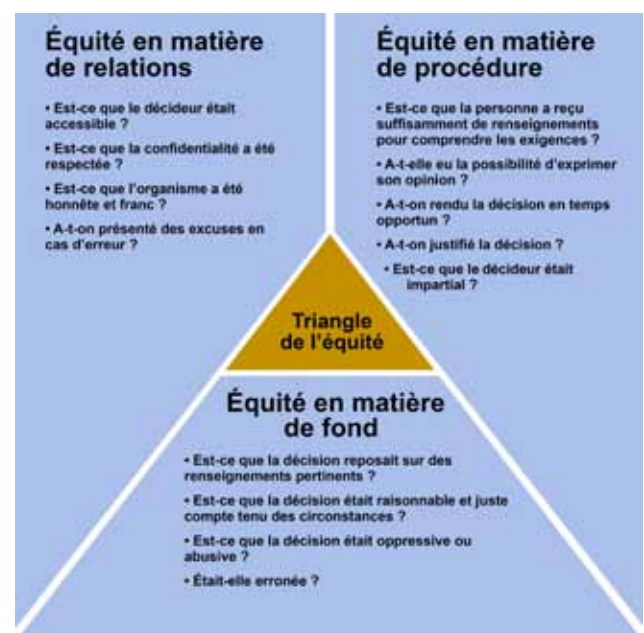 Équité en matière
de relations
• Est-ce que le décideur était
accessible ?
• Est-ce que la confidentialité a été
respectée ?
• Est-ce que l'organisme a été
honnête et franc ?
• A-t-on présenté des excuses en
cas d'erreur ?
Équité en matière
de procédure
• Est-ce que la personne a reçu
suffisamment de renseignements
pour comprendre les exigences ?
• A-t-elle eu la possibilité d'exprimer
son opinion ?
• A-t-on rendu la décision en temps
opportun ?
• A-t-on justifié la décision ?
• Est-ce que le décideur était
impartial ?
Triangle
de l'équité
Équité en matière
de fond
• Est-ce que la décision reposait sur des
renseignements pertinents ?
• Est-ce que la décision était raisonnable et juste
compte tenu des circonstances ?
• Est-ce que la décision était oppressive ou
abusive ?
• Était-elle erronée ?